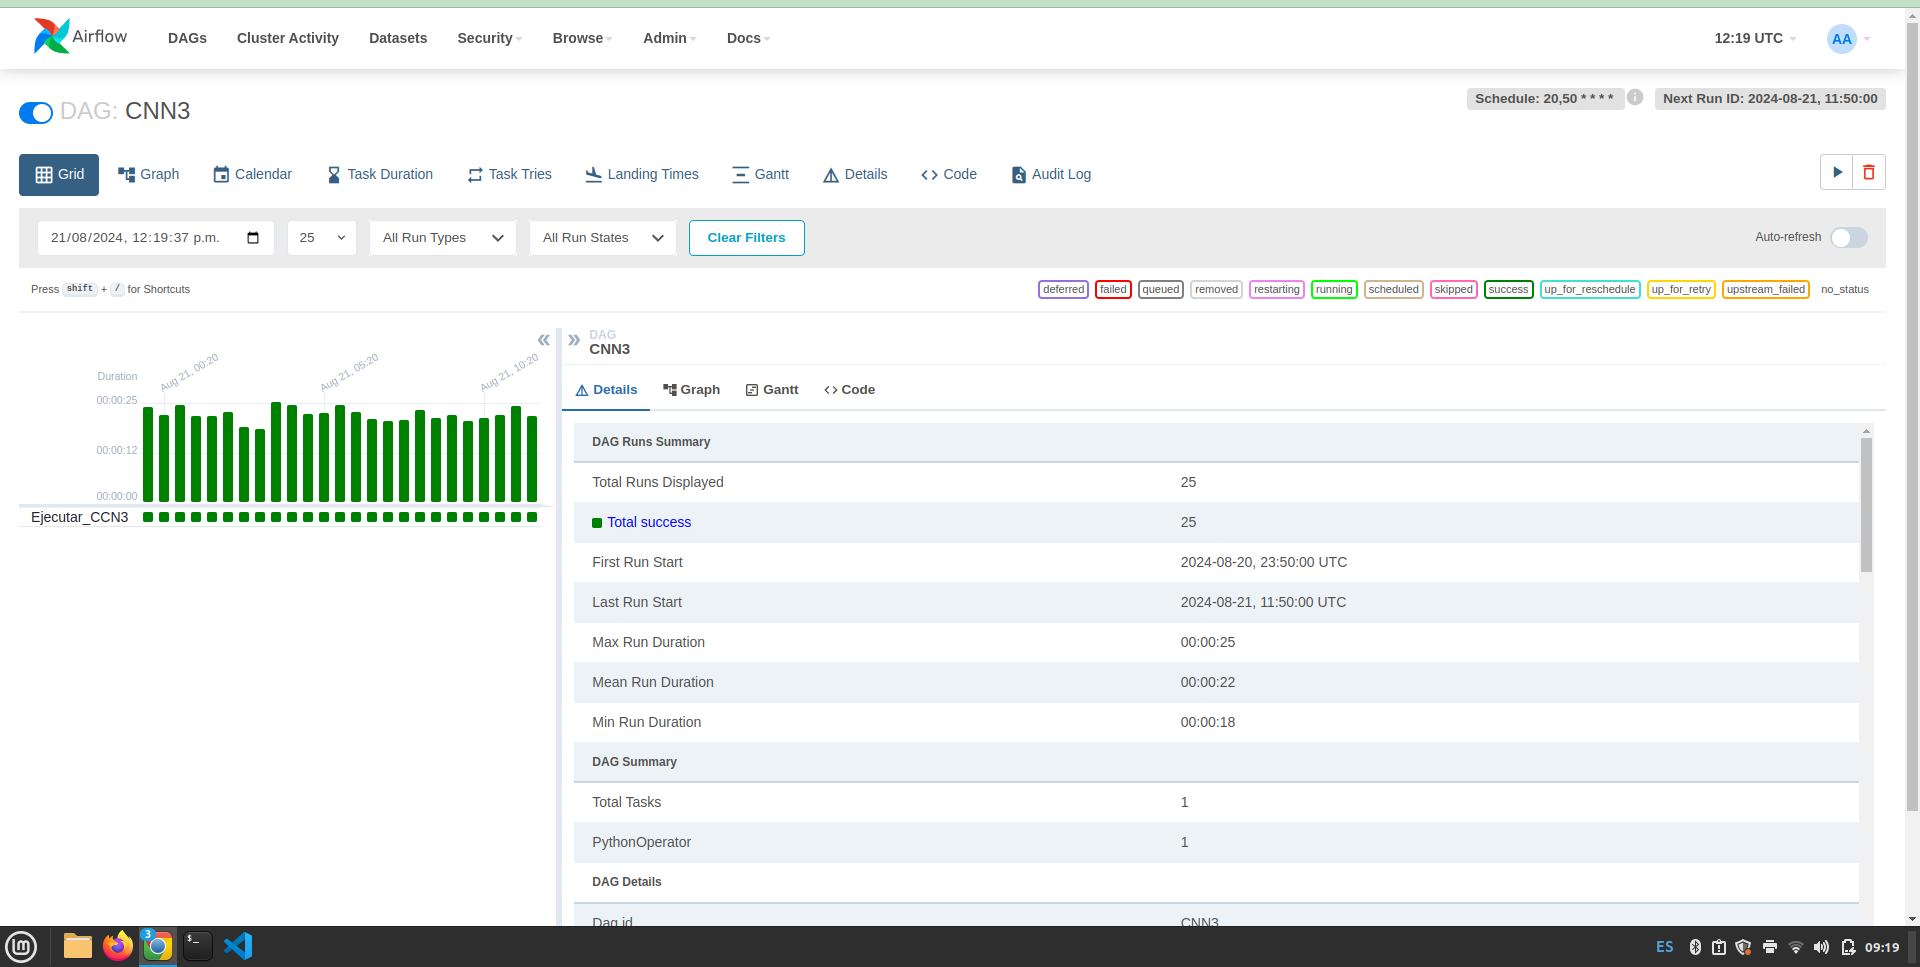 Airflow DAGs Cluster Activity Datasets Security Browse Admin Docs 12:19 UTC AA
DAG: CNN3
Schedule: 20,50 * * * * i Next Run ID: 2024-08-21, 11:50:00
Grid Graph Calendar Task Duration Task Tries Landing Times Gantt Details Code Audit Log
21/08/2024, 12:19:37 p.m. 25 All Run Types All Run States Clear Filters Auto-refresh
Press shift + / for Shortcuts
deferred failed queued removed restarting running scheduled skipped success up_for_reschedule up_for_retry upstream_failed no_status
DAG
CNN3
Details Graph Gantt Code
Aug 21, 00:20 Aug 21, 05:20 Aug 21, 10:20
Duration
00:00:25
00:00:12
00:00:00
Ejecutar_CCN3
DAG Runs Summary
Total Runs Displayed 25
Total success 25
First Run Start 2024-08-20, 23:50:00 UTC
Last Run Start 2024-08-21, 11:50:00 UTC
Max Run Duration 00:00:25
Mean Run Duration 00:00:22
Min Run Duration 00:00:18
DAG Summary
Total Tasks 1
PythonOperator 1
DAG Details
Dag id CNN3
3 $_ ES 09:19